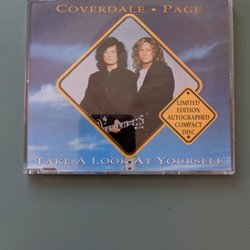 COVERDALE • PAGE
LIMITED
EDITION
AUTOGRAPHED
COMPACT
DISC
TAKE A LOOK AT YOURSELF